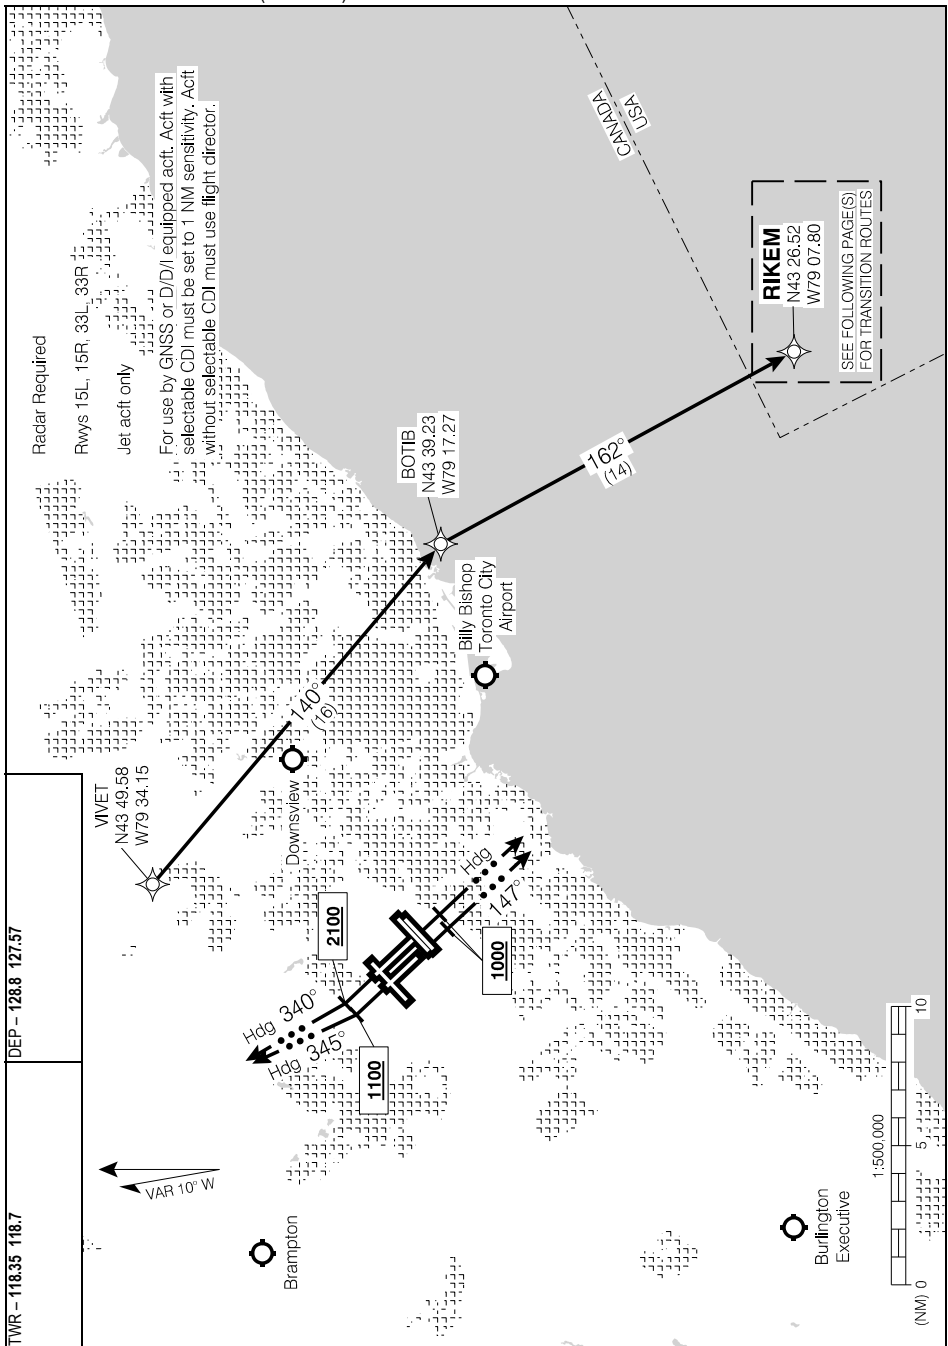 TWR – 118.35 118.7
DEP – 128.8 127.57
Radar Required
Rwys 15L, 15R, 33L, 33R
Jet acft only
For use by GNSS or D/D/I equipped acft. Acft with
selectable CDI must be set to 1 NM sensitivity. Acft
without selectable CDI must use flight director.
VIVET
N43 49.58
W79 34.15
140°
(16)
Downsview
BOTIB
N43 39.23
W79 17.27
Billy Bishop
Toronto City
Airport
162°
(14)
CANADA
USA
RIKEM
N43 26.52
W79 07.80
SEE FOLLOWING PAGE(S)
FOR TRANSITION ROUTES
2100
Hdg 340°
Hdg 345°
1100
Hdg
147°
1000
VAR 10° W
Brampton
Burlington
Executive
1:500,000
(NM) 0
5
10